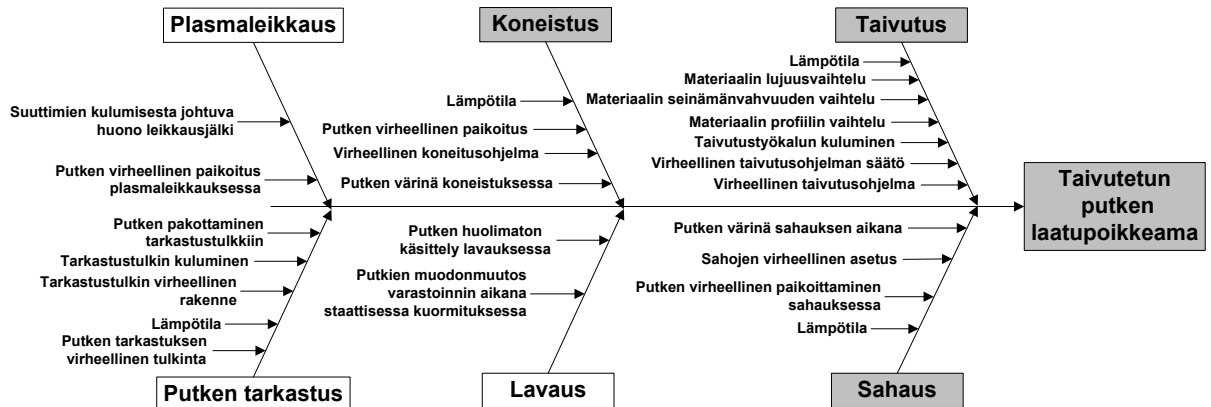 Plasmaleikkaus
Suuttimien kulumisesta johtuva
huono leikkausjälki
Putken virheellinen paikoitus
plasmaleikkauksessa
Koneistus
Lämpötila
Putken virheellinen paikoitus
Virheellinen koneitusohjelma
Putken värinä koneistuksessa
Taivutus
Lämpötila
Materiaalin lujuusvaihtelu
Materiaalin seinämänvahvuuden vaihtelu
Materiaalin profiilin vaihtelu
Taivutustyökalun kuluminen
Virheellinen taivutusohjelman säätö
Virheellinen taivutusohjelma
Taivutetun
putken
laatupoikkeama
Putken pakottaminen
tarkastustulkkiin
Tarkastustulkin kuluminen
Tarkastustulkin virheellinen
rakenne
Lämpötila
Putken tarkastuksen
virheellinen tulkinta
Putken tarkastus
Putken huolimaton
käsittely lavauksessa
Putkien muodonmuutos
varastoinnin aikana
staattisessa kuormituksessa
Lavaus
Putken värinä sahauksen aikana
Sahojen virheellinen asetus
Putken virheellinen paikoittaminen
sahauksessa
Lämpötila
Sahaus